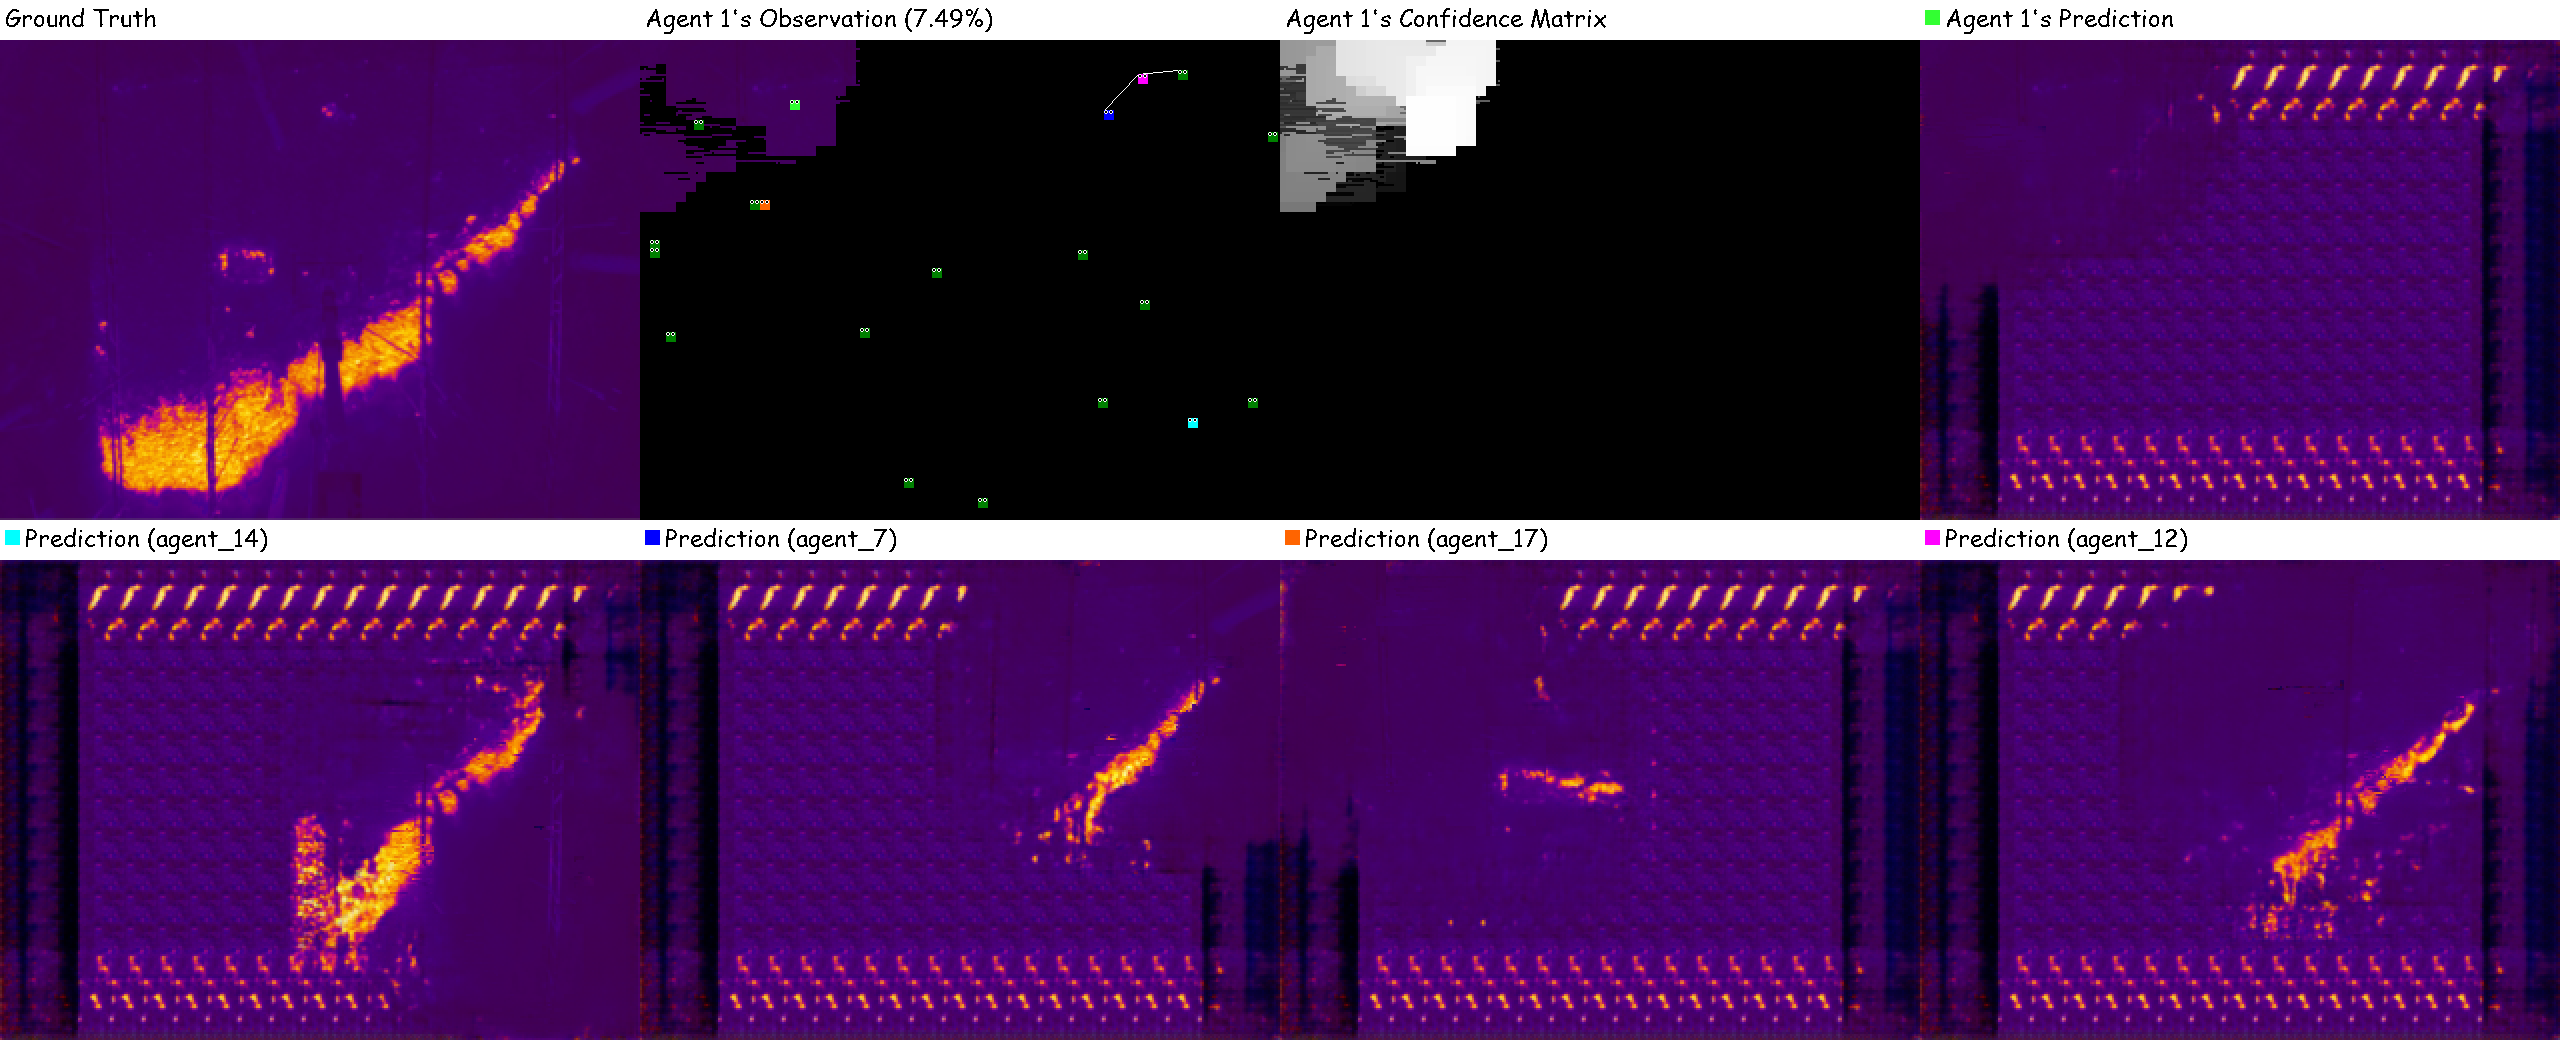 Ground Truth
Agent 1's Observation (7.49%)
Agent 1's Confidence Matrix
Agent 1's Prediction
Prediction (agent_14)
Prediction (agent_7)
Prediction (agent_17)
Prediction (agent_12)